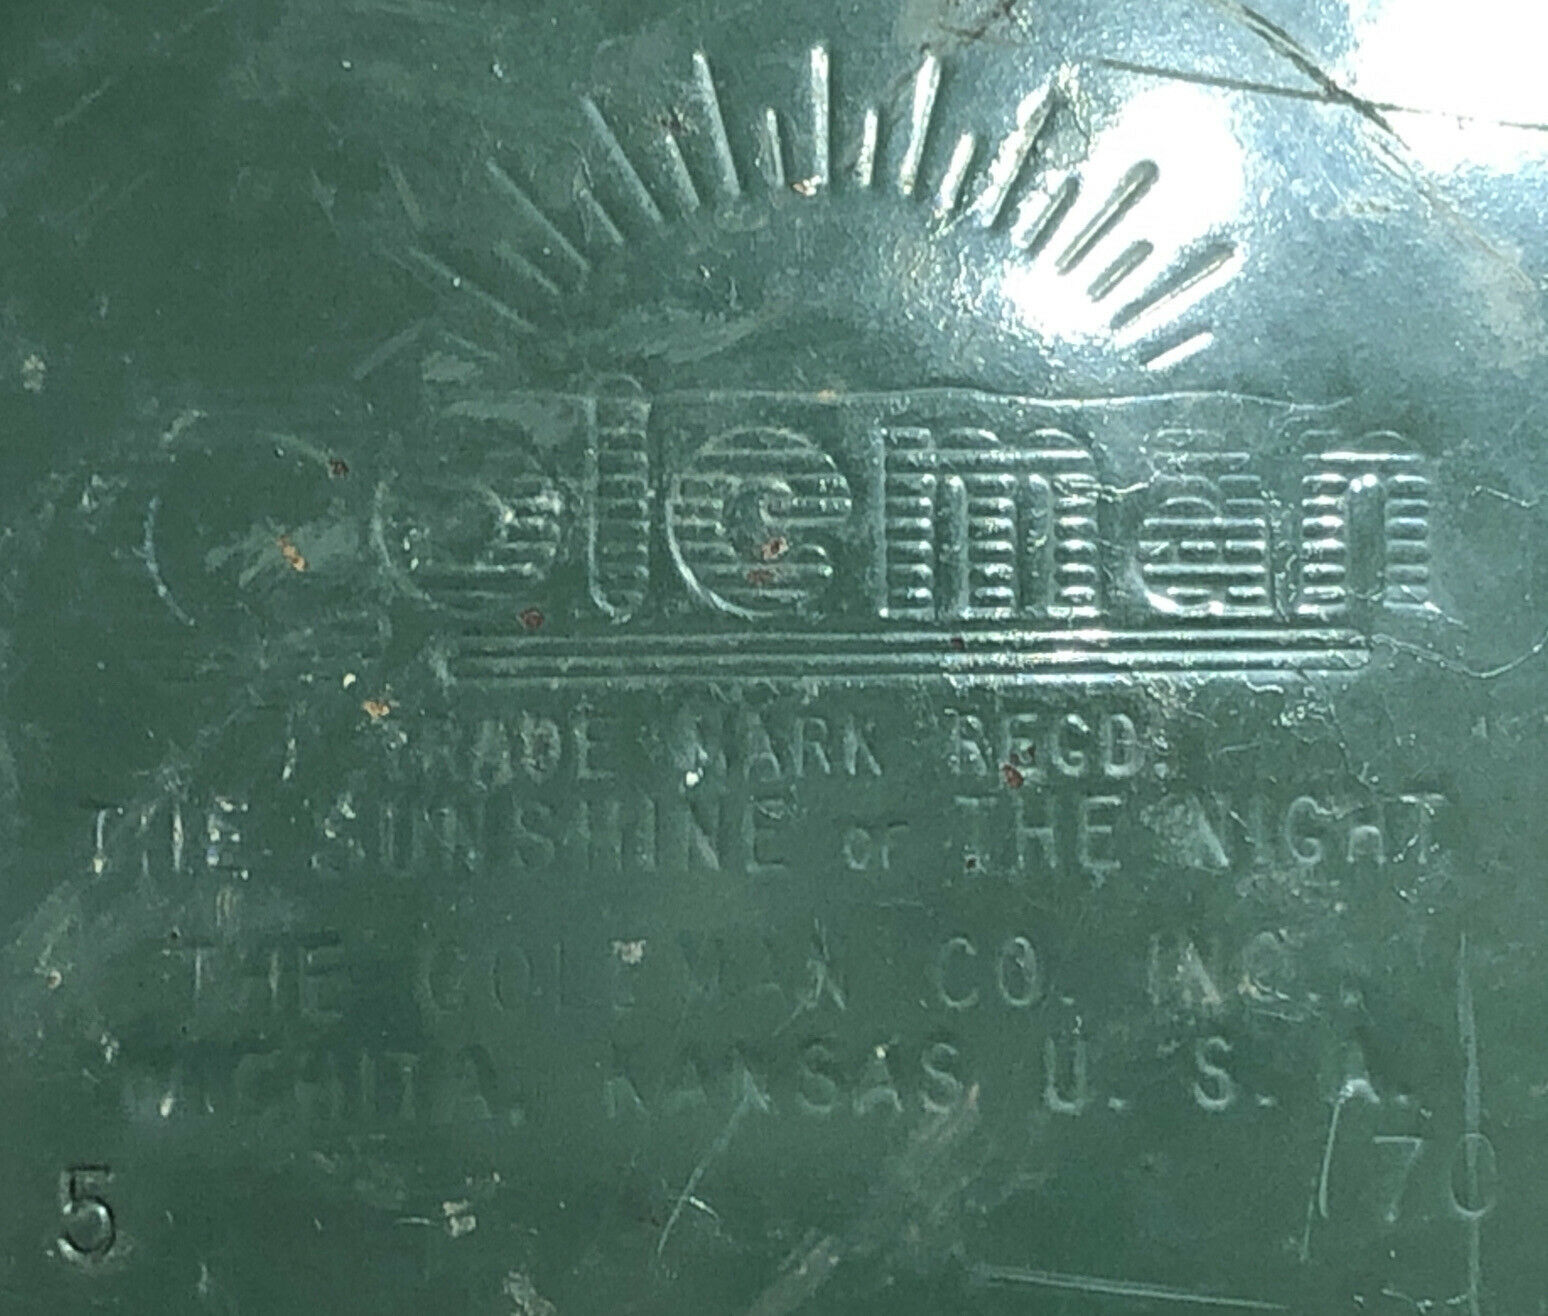 Coleman
TRADE MARK REGD.
THE SUNSHINE OF THE NIGHT
THE COLEMAN CO. INC.,
WICHITA, KANSAS U. S. A.
5 70